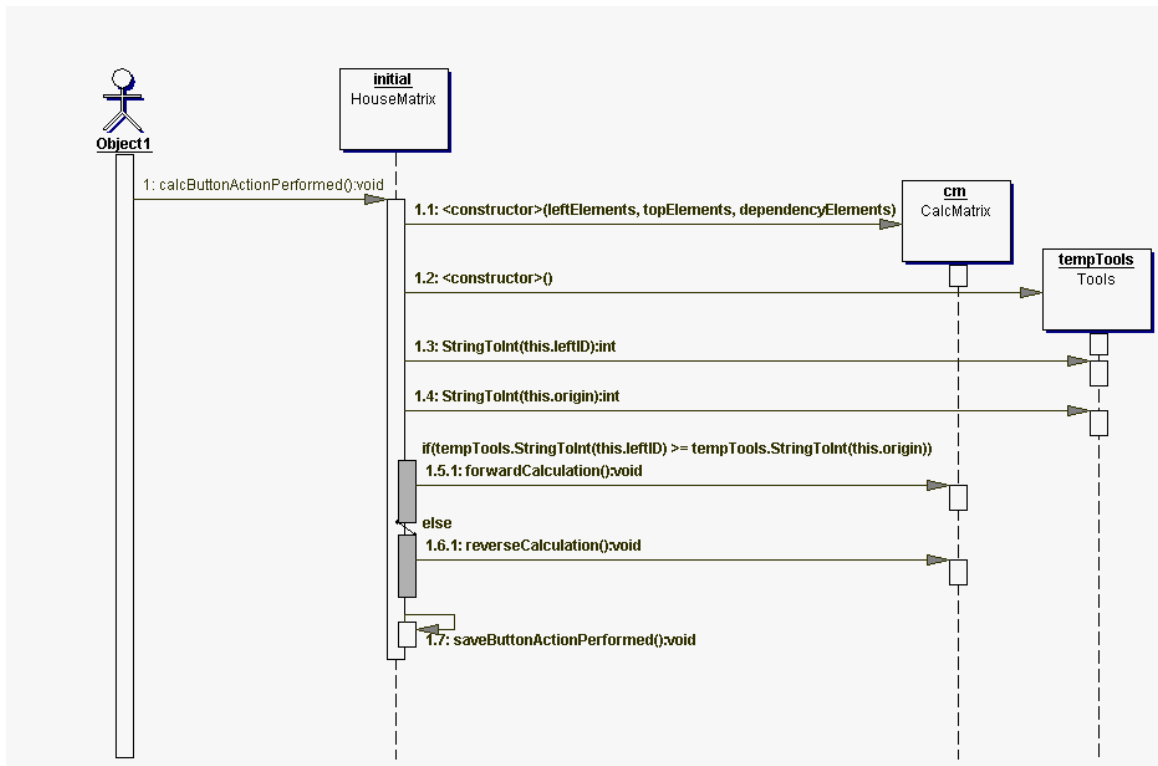 initial
HouseMatrix
Object1
1: calcButtonActionPerformed():void
cm
CalcMatrix
1.1: <constructor>(leftElements, topElements, dependencyElements)
tempTools
Tools
1.2: <constructor>()
1.3: StringToInt(this.leftID):int
1.4: StringToInt(this.origin):int
if(tempTools.StringToInt(this.leftID) >= tempTools.StringToInt(this.origin))
1.5.1: forwardCalculation():void
else
1.6.1: reverseCalculation():void
1.7: saveButtonActionPerformed():void